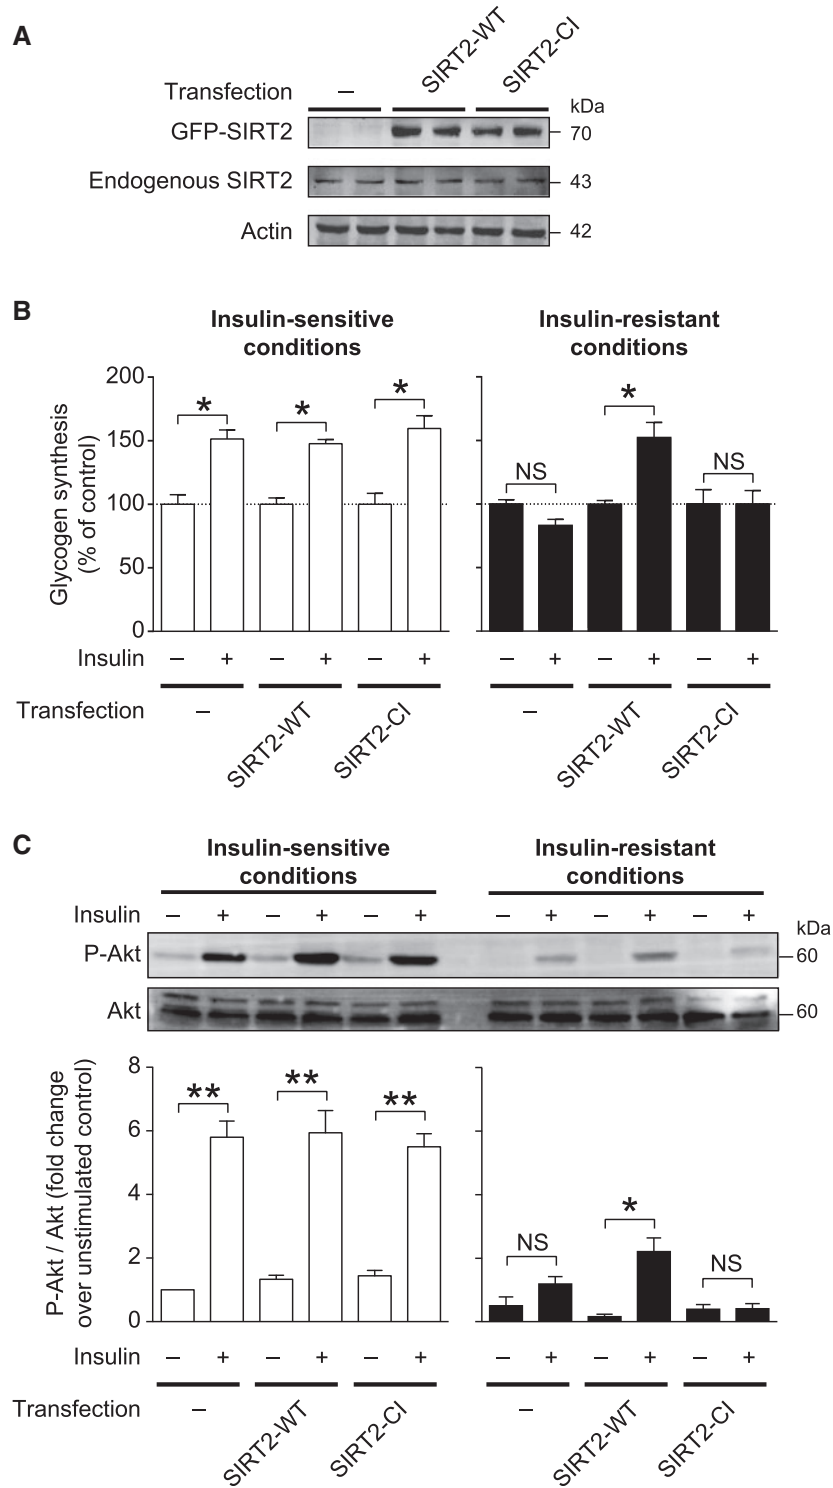 A
SIRT2-WT
SIRT2-CI
Transfection –
kDa
GFP-SIRT2 70
Endogenous SIRT2 43
Actin 42
B
Insulin-sensitive
conditions
Insulin-resistant
conditions
Glycogen synthesis
(% of control)
200
150
100
50
0
* * *
NS * NS
Insulin – + – + – + – + – + – +
Transfection – SIRT2-WT SIRT2-CI – SIRT2-WT SIRT2-CI
C
Insulin-sensitive
conditions
Insulin-resistant
conditions
Insulin – + – + – + – + – + – +
kDa
P-Akt 60
Akt 60
P-Akt / Akt (fold change
over unstimulated control)
8
6
4
2
0
** ** **
NS * NS
Insulin – + – + – + – + – + – +
Transfection – SIRT2-WT SIRT2-CI – SIRT2-WT SIRT2-CI